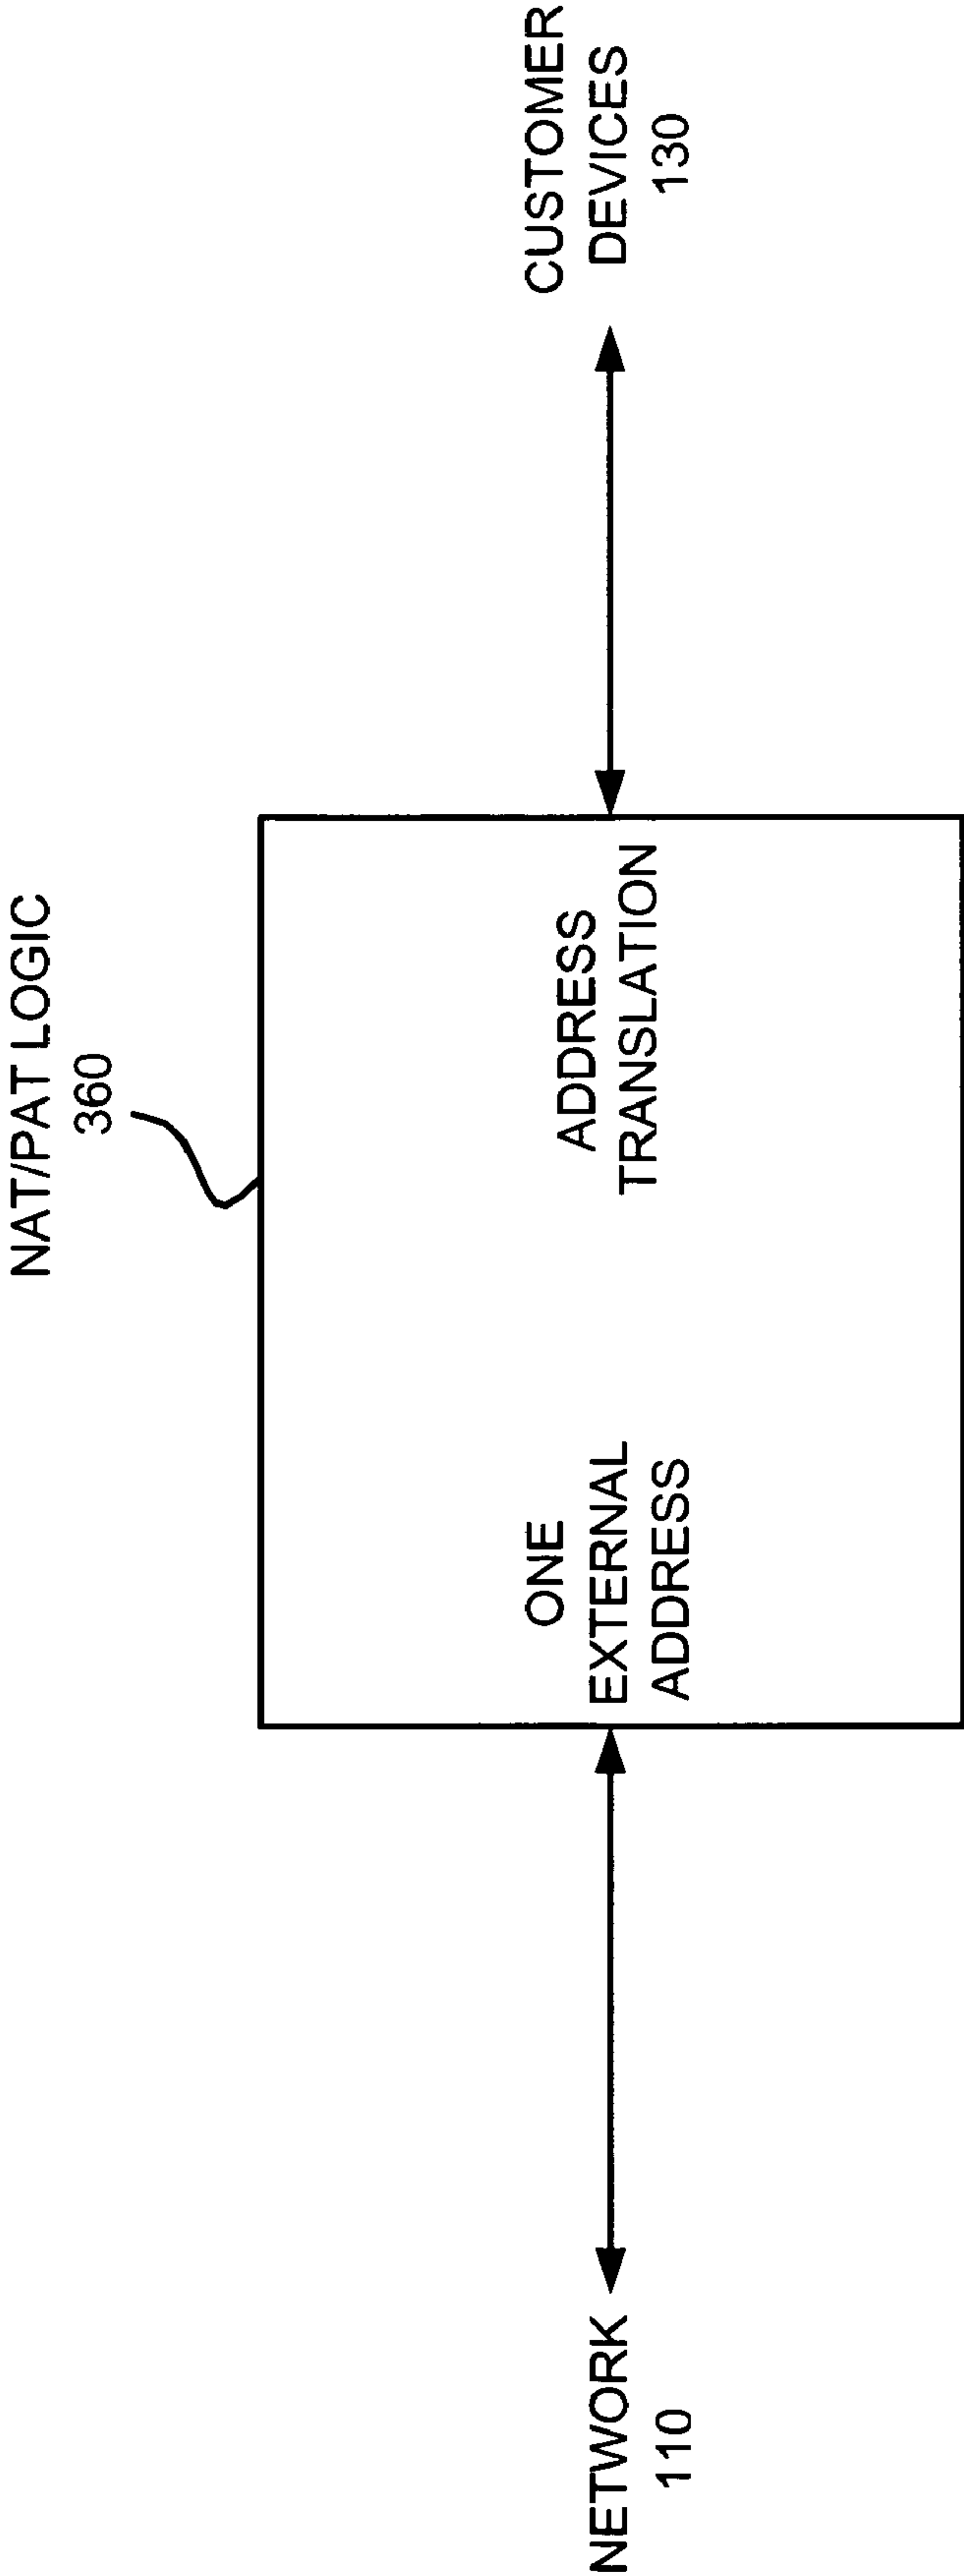 NAT/PAT LOGIC
360
NETWORK
110
ONE
EXTERNAL
ADDRESS
ADDRESS
TRANSLATION
CUSTOMER
DEVICES
130